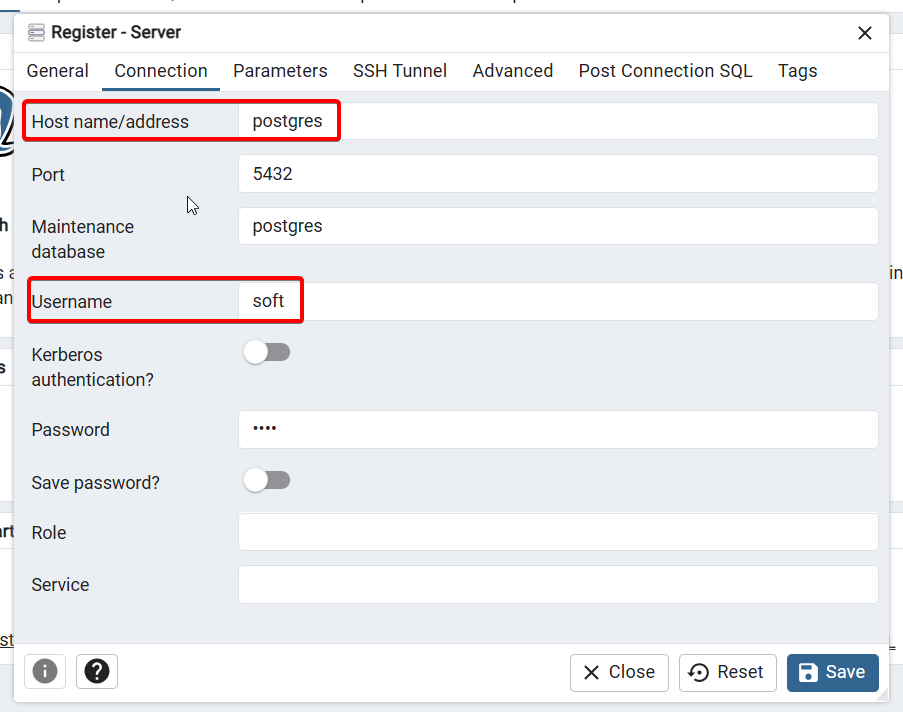 Register - Server
General Connection Parameters SSH Tunnel Advanced Post Connection SQL Tags
Host name/address postgres
Port 5432
Maintenance
database
postgres
Username soft
Kerberos
authentication?
Password ••••
Save password?
Role
Service
i ? Close Reset Save